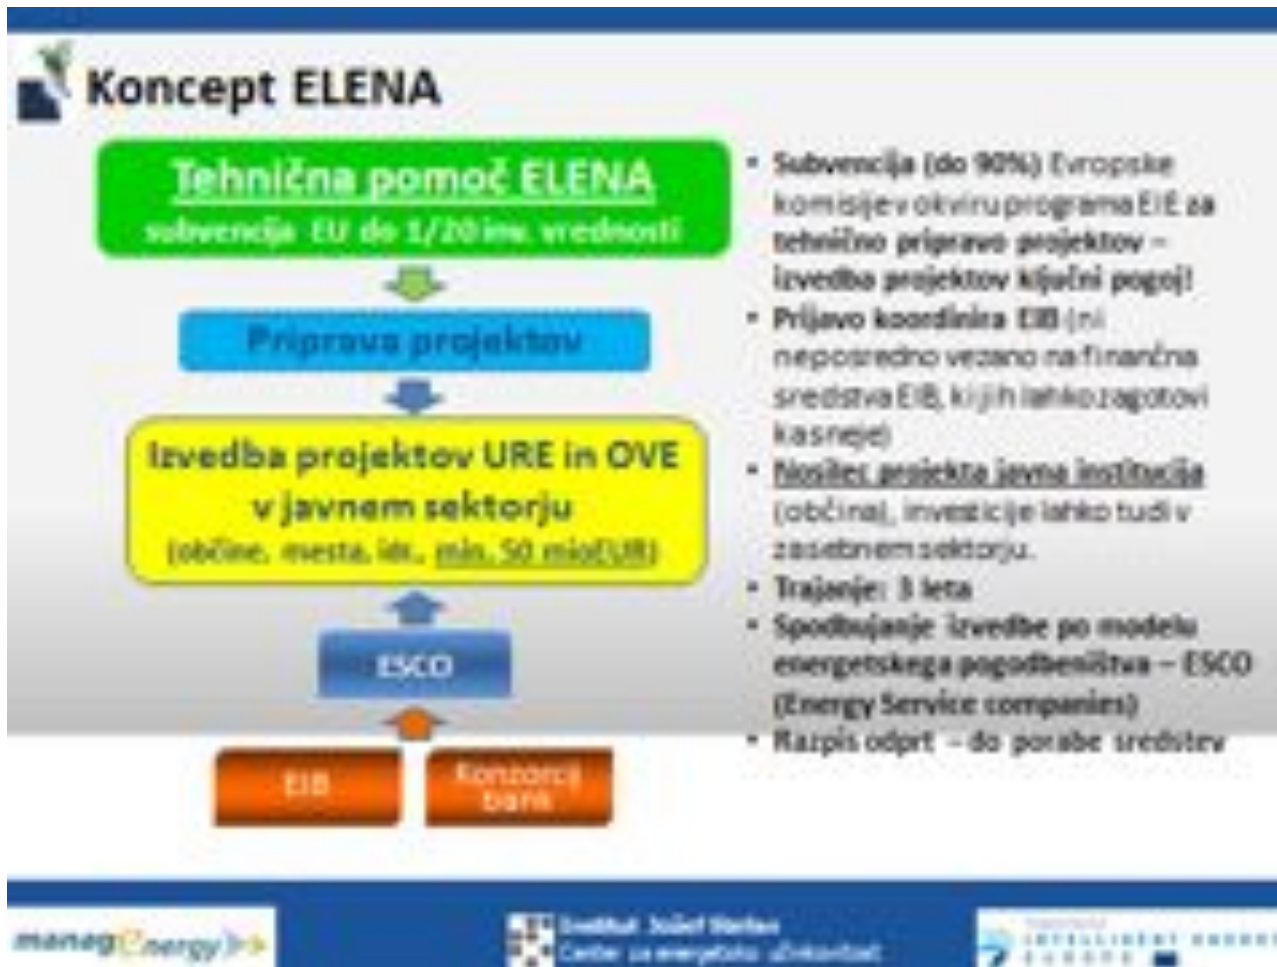 Koncept ELENA
Tehnična pomoč ELENA
subvencija EU do 1/20 inv. vrednosti
Priprava projektov
Izvedba projektov URE in OVE
v javnem sektorju
(občine, mesta, idr., min. 50 mioEUR)
ESCO
EIB
Konzorcij
bank
• Subvencija (do 90%) Evropske
komisije v okviru programa EIE za
tehnično pripravo projektov –
izvedba projektov ključni pogoj!
• Prijavo koordinira EIB (ni
neposredno vezano na finančna
sredstva EIB, ki jih lahko zagotovi
kasneje)
• Nosilec projekta javna institucija
(občina), investicije lahko tudi v
zasebnem sektorju.
• Trajanje: 3 leta
• Spodbujanje izvedbe po modelu
energetskega pogodbeništva – ESCO
(Energy Service companies)
• Razpis odprt – do porabe sredstev
managenergy
Institut Jožef Stefan
Center za energetsko učinkovitost
INTELLIGENT ENERGY
EUROPE